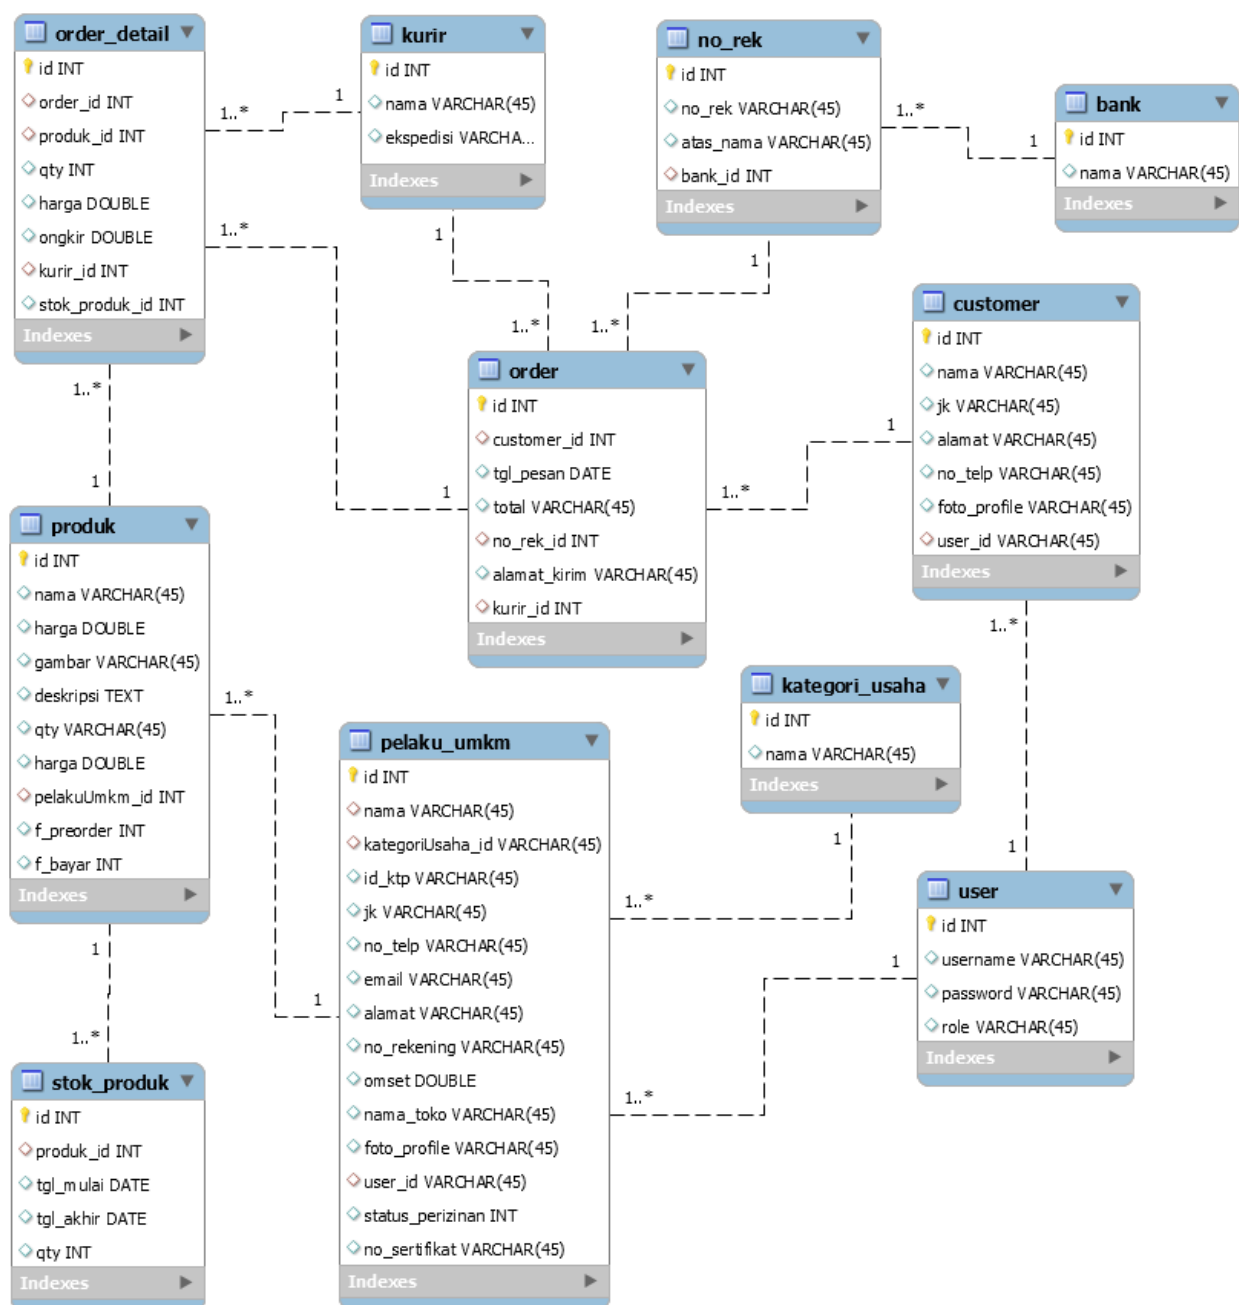 order_detail
id INT
order_id INT
produk_id INT
qty INT
harga DOUBLE
ongkir DOUBLE
kurir_id INT
stok_produk_id INT
Indexes
1..*
1
kurir
id INT
nama VARCHAR(45)
ekspedisi VARCHA...
Indexes
no_rek
id INT
no_rek VARCHAR(45)
atas_nama VARCHAR(45)
bank_id INT
Indexes
1..*
1
bank
id INT
nama VARCHAR(45)
Indexes
1..*
1
1
1..*
1..*
customer
id INT
nama VARCHAR(45)
jk VARCHAR(45)
alamat VARCHAR(45)
no_telp VARCHAR(45)
foto_profile VARCHAR(45)
user_id VARCHAR(45)
Indexes
order
id INT
customer_id INT
tgl_pesan DATE
total VARCHAR(45)
no_rek_id INT
alamat_kirim VARCHAR(45)
kurir_id INT
Indexes
1..*
1
1
1
1..*
1..*
produk
id INT
nama VARCHAR(45)
harga DOUBLE
gambar VARCHAR(45)
deskripsi TEXT
qty VARCHAR(45)
harga DOUBLE
pelakuUmkm_id INT
f_preorder INT
f_bayar INT
Indexes
1..*
1
kategori_usaha
id INT
nama VARCHAR(45)
Indexes
1
1..*
pelaku_umkm
id INT
nama VARCHAR(45)
kategoriUsaha_id VARCHAR(45)
id_ktp VARCHAR(45)
jk VARCHAR(45)
no_telp VARCHAR(45)
email VARCHAR(45)
alamat VARCHAR(45)
no_rekening VARCHAR(45)
omset DOUBLE
nama_toko VARCHAR(45)
foto_profile VARCHAR(45)
user_id VARCHAR(45)
status_perizinan INT
no_sertifikat VARCHAR(45)
Indexes
1
user
id INT
username VARCHAR(45)
password VARCHAR(45)
role VARCHAR(45)
Indexes
1
1..*
1
1..*
stok_produk
id INT
produk_id INT
tgl_mulai DATE
tgl_akhir DATE
qty INT
Indexes